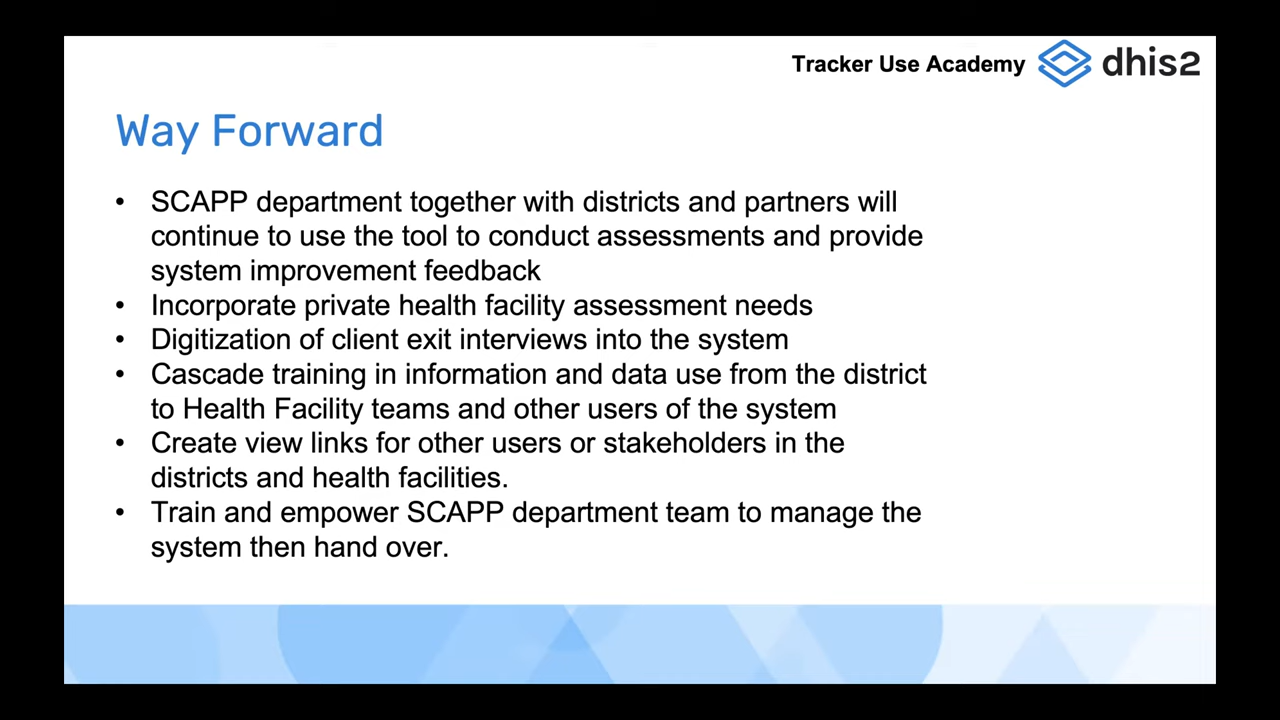 Tracker Use Academy dhis2
Way Forward
• SCAPP department together with districts and partners will
continue to use the tool to conduct assessments and provide
system improvement feedback
• Incorporate private health facility assessment needs
• Digitization of client exit interviews into the system
• Cascade training in information and data use from the district
to Health Facility teams and other users of the system
• Create view links for other users or stakeholders in the
districts and health facilities.
• Train and empower SCAPP department team to manage the
system then hand over.